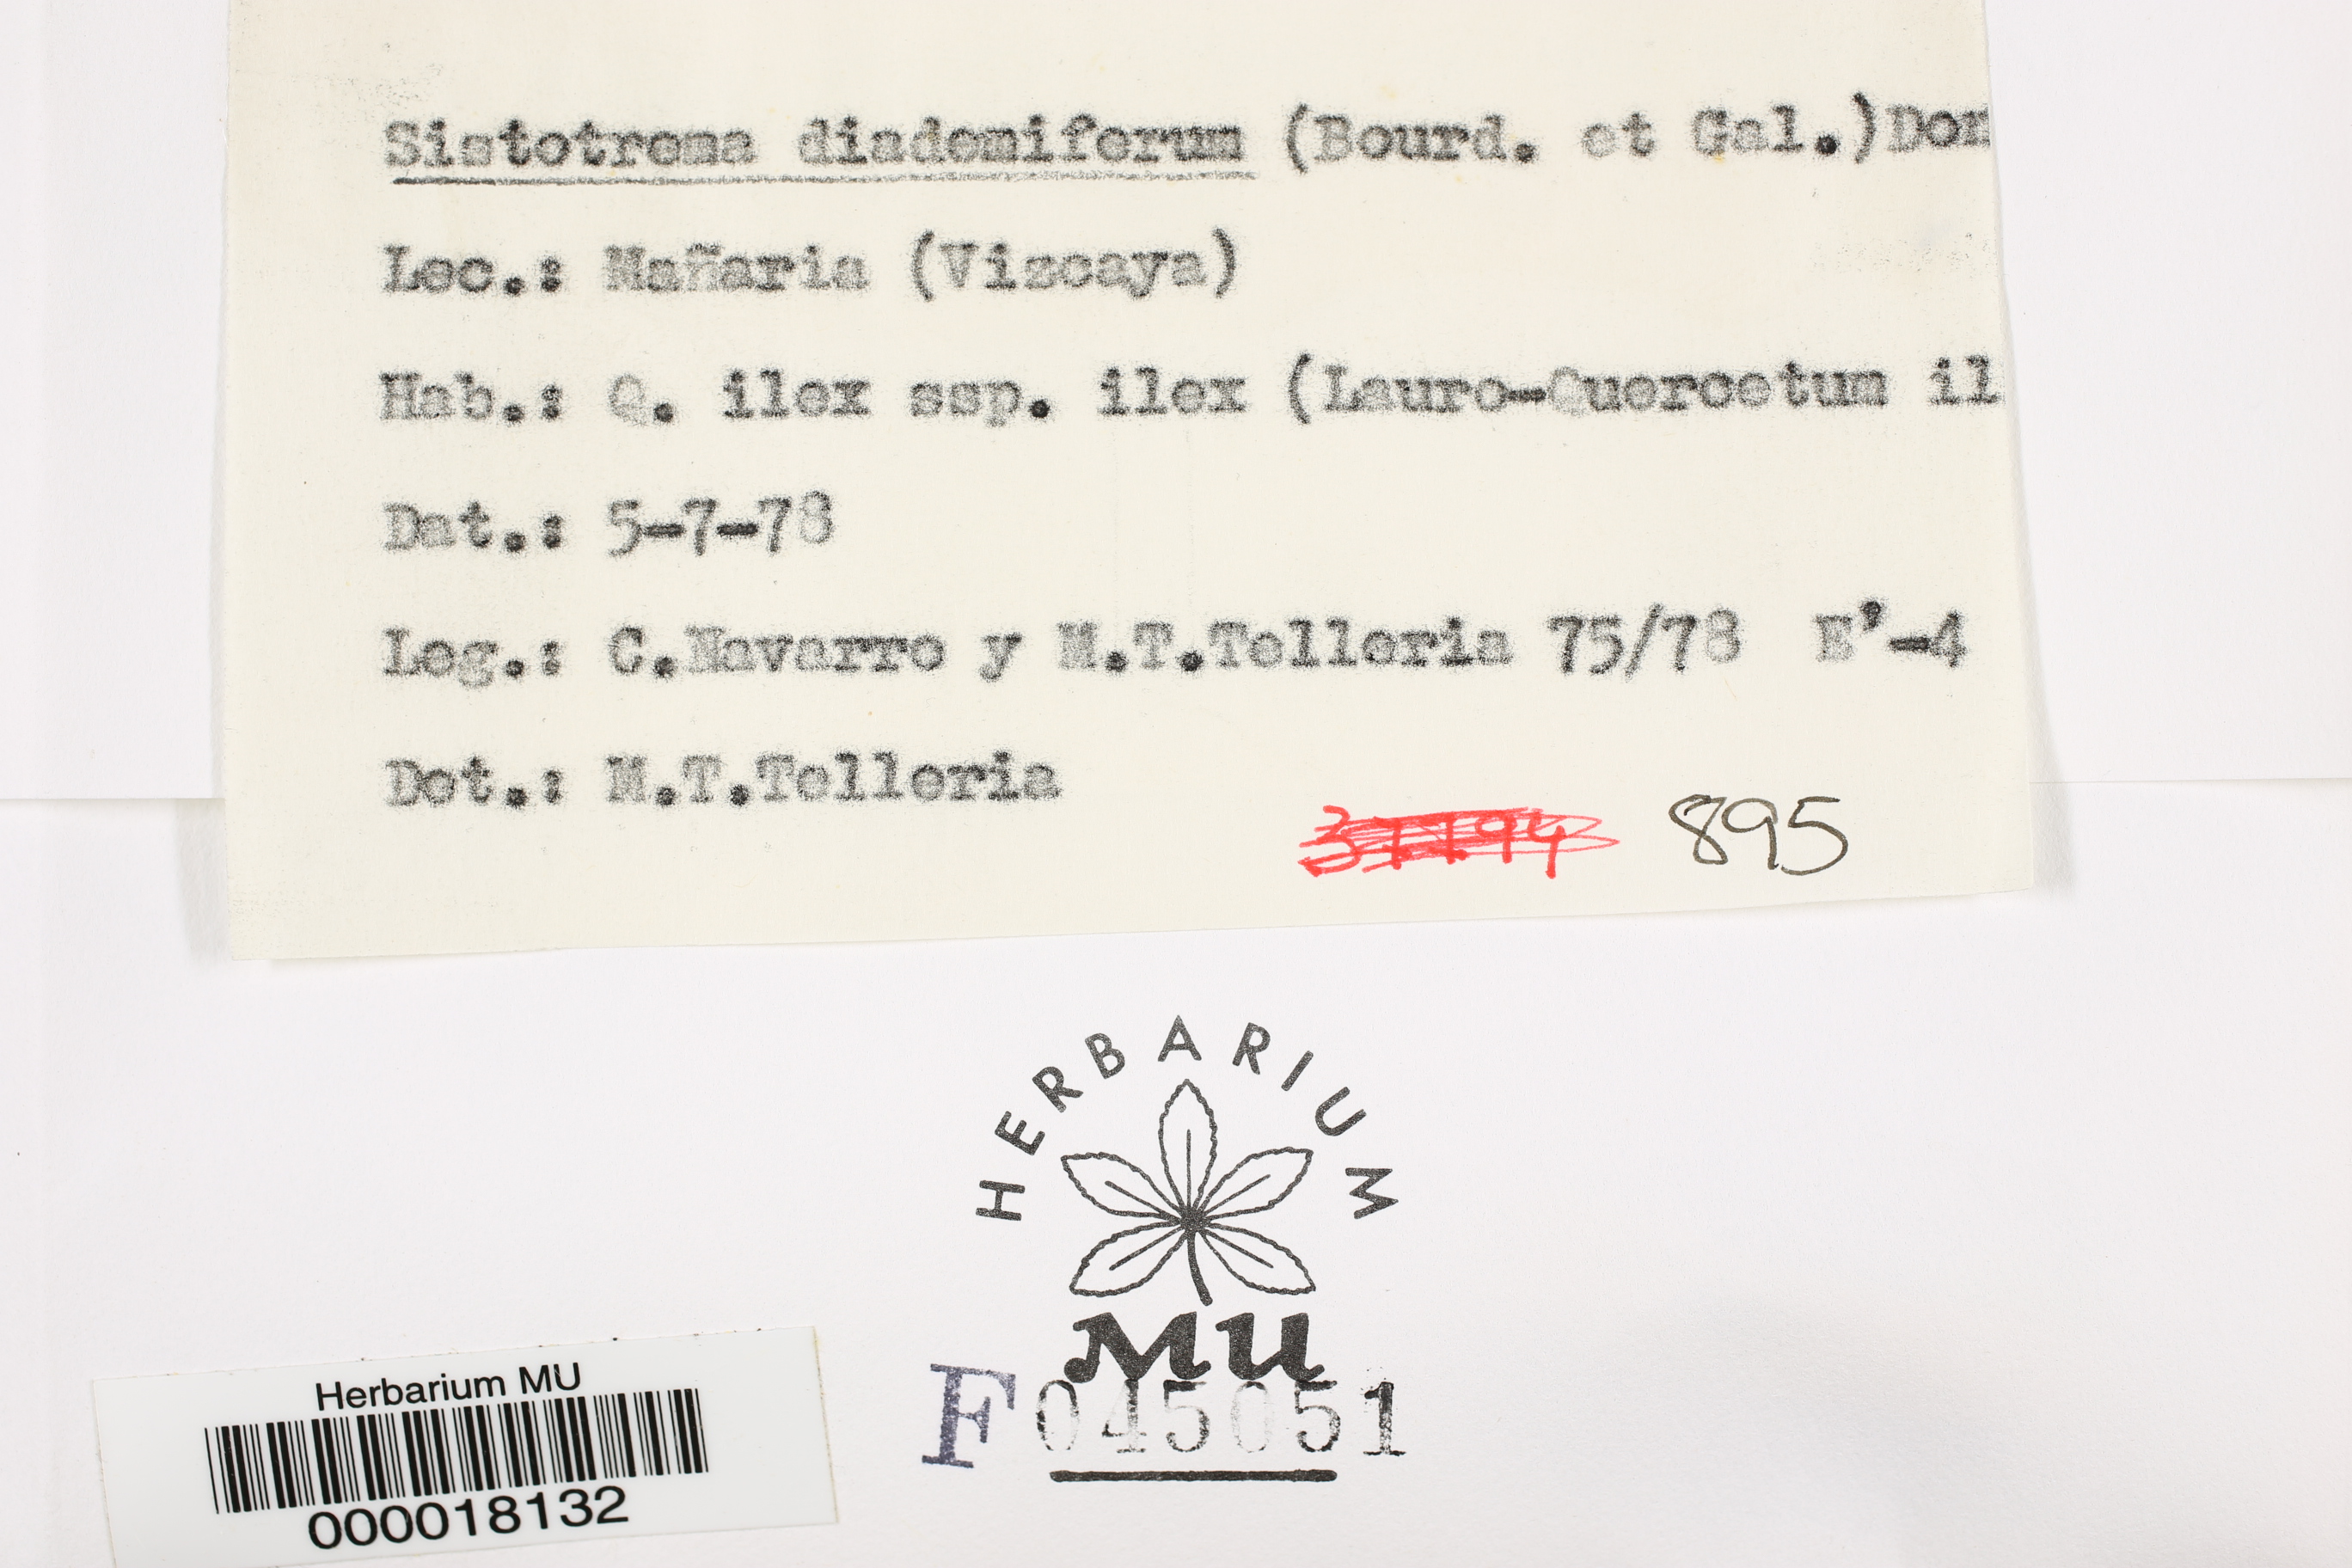 Sistotrema diademiferum (Bourd. et Gal.)Don
Loc.: Mañaria (Vizcaya)
Hab.: Q. ilex ssp. ilex (Lauro-Quercetum il
Dat.: 5-7-78
Leg.: C.Navarro y M.T.Telleria 75/78 E'-4
Det.: M.T.Telleria
895
HERBARIUM
MU
F 045051
Herbarium MU
000018132